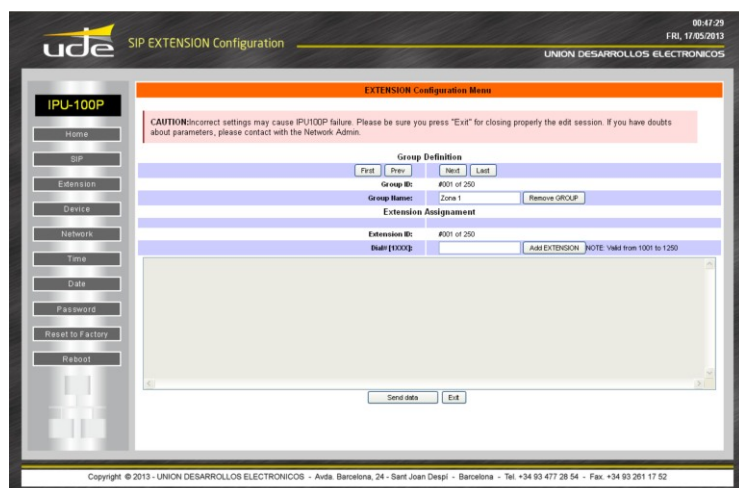 00:47:29
FRI, 17/05/2013
ude
SIP EXTENSION Configuration
UNION DESARROLLOS ELECTRONICOS
IPU-100P
Home
SIP
Extension
Device
Network
Time
Date
Password
Reset to Factory
Reboot
EXTENSION Configuration Menu
CAUTION:Incorrect settings may cause IPU100P failure. Please be sure you press "Exit" for closing properly the edit session. If you have doubts
about parameters, please contact with the Network Admin.
Group Definition
First Prev Next Last
Group ID: #001 of 250
Group Name: Zona 1 Remove GROUP
Extension Assignament
Extension ID: #001 of 250
Dial# [1XXX]: Add EXTENSION NOTE: Valid from 1001 to 1250
Send data Exit
Copyright © 2013 - UNION DESARROLLOS ELECTRONICOS - Avda. Barcelona, 24 - Sant Joan Despí - Barcelona - Tel. +34 93 477 28 54 - Fax. +34 93 261 17 52